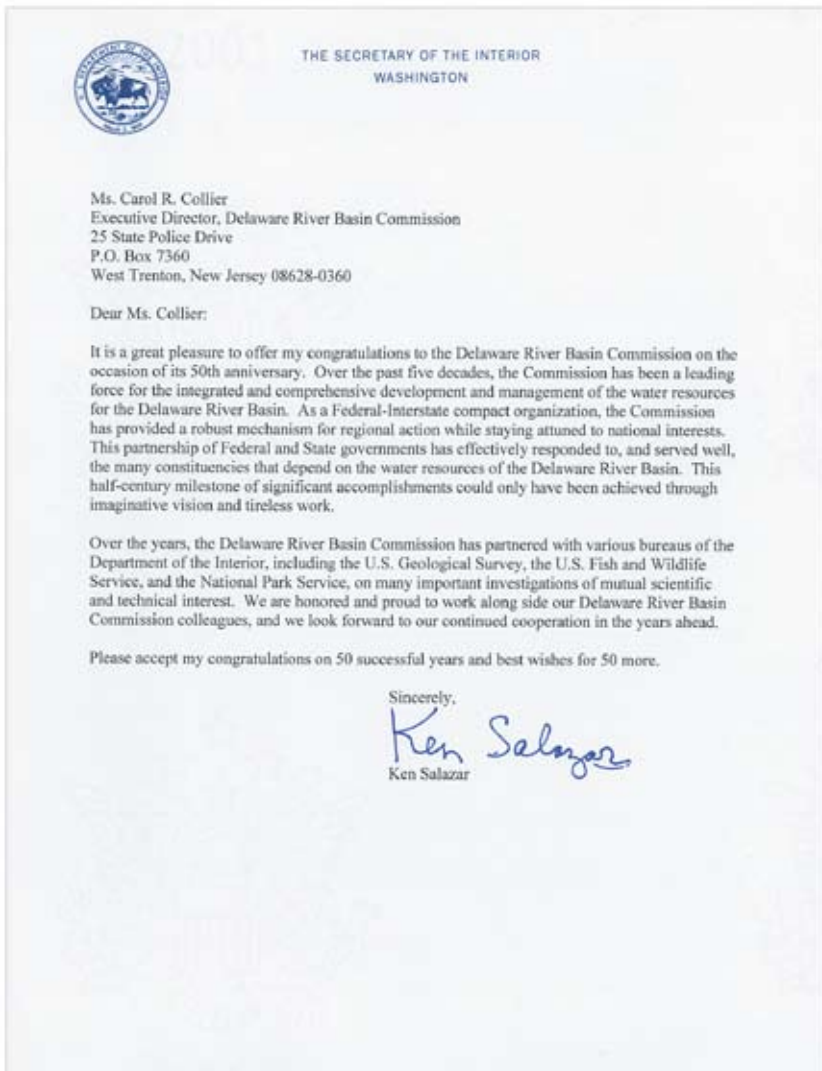 THE SECRETARY OF THE INTERIOR
WASHINGTON
Ms. Carol R. Collier
Executive Director, Delaware River Basin Commission
25 State Police Drive
P.O. Box 7360
West Trenton, New Jersey 08628-0360
Dear Ms. Collier:
It is a great pleasure to offer my congratulations to the Delaware River Basin Commission on the
occasion of its 50th anniversary. Over the past five decades, the Commission has been a leading
force for the integrated and comprehensive development and management of the water resources
for the Delaware River Basin. As a Federal-Interstate compact organization, the Commission
has provided a robust mechanism for regional action while staying attuned to national interests.
This partnership of Federal and State governments has effectively responded to, and served well,
the many constituencies that depend on the water resources of the Delaware River Basin. This
half-century milestone of significant accomplishments could only have been achieved through
imaginative vision and tireless work.
Over the years, the Delaware River Basin Commission has partnered with various bureaus of the
Department of the Interior, including the U.S. Geological Survey, the U.S. Fish and Wildlife
Service, and the National Park Service, on many important investigations of mutual scientific
and technical interest. We are honored and proud to work along side our Delaware River Basin
Commission colleagues, and we look forward to our continued cooperation in the years ahead.
Please accept my congratulations on 50 successful years and best wishes for 50 more.
Sincerely,
Ken Salazar
Ken Salazar